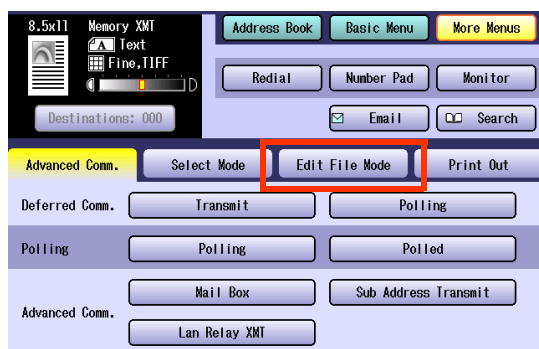 8.5x11 Memory XMT
A Text
Fine,TIFF
Destinations: 000
Address Book Basic Menu More Menus
Redial Number Pad Monitor
Email Search
Advanced Comm. Select Mode Edit File Mode Print Out
Deferred Comm. Transmit Polling
Polling Polling Polled
Advanced Comm. Mail Box Sub Address Transmit
Lan Relay XMT